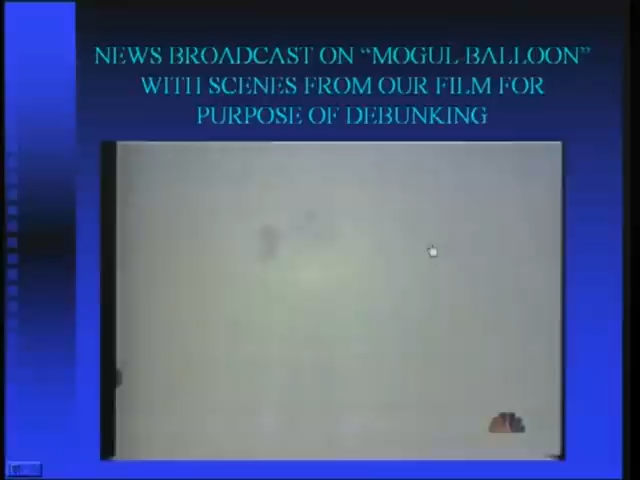 NEWS BROADCAST ON “MOGUL BALLOON”
WITH SCENES FROM OUR FILM FOR
PURPOSE OF DEBUNKING